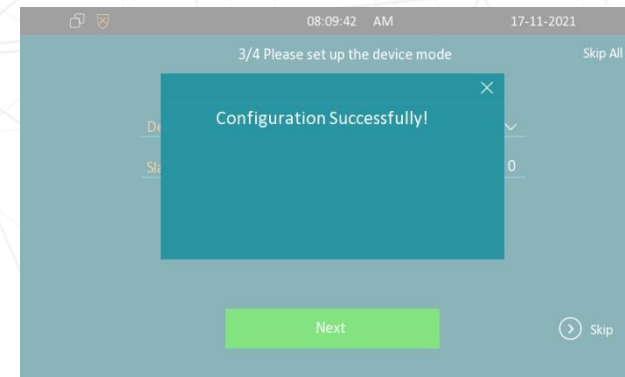 08:09:42 AM 17-11-2021
3/4 Please set up the device mode Skip All
Configuration Successfully!
0
Next
Skip